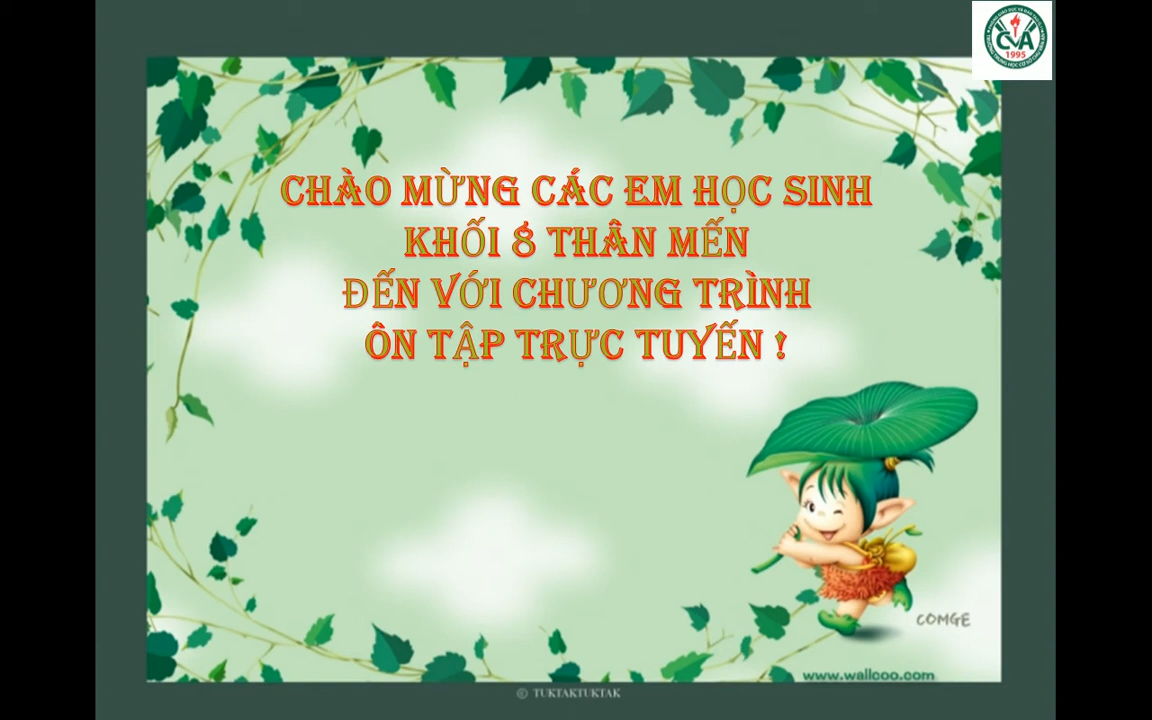 CVA
1995
CHÀO MỪNG CÁC EM HỌC SINH
KHỐI 8 THÂN MẾN
ĐẾN VỚI CHƯƠNG TRÌNH
ÔN TẬP TRỰC TUYẾN !
COMGE
www.wallcoo.com
© TUKTAKTUKTAK